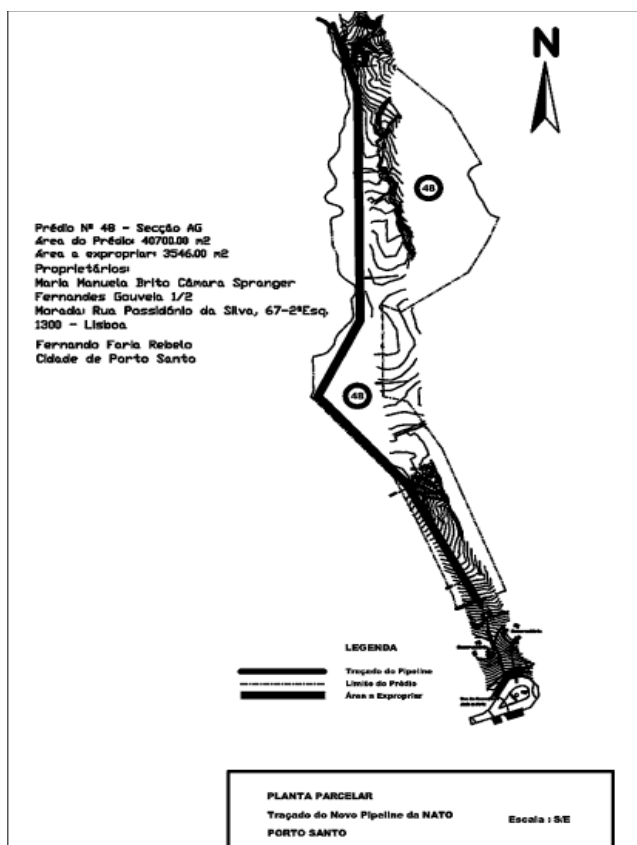 N
48
Prédio Nº 48 - Secção AG
Área do Prédio: 40700.00 m2
Área a expropriar: 3546.00 m2
Proprietários:
Maria Manuela Brito Câmara Spranger
Fernandes Gouveia 1/2
Morada: Rua Possidónio da Silva, 67-2ºEsq,
1300 - Lisboa
Fernando Faria Rebelo
Cidade de Porto Santo
48
LEGENDA
Traçado do Pipeline
Limite do Prédio
Área a Expropriar
PLANTA PARCELAR
Traçado do Novo Pipeline da NATO
Escala : S/E
PORTO SANTO